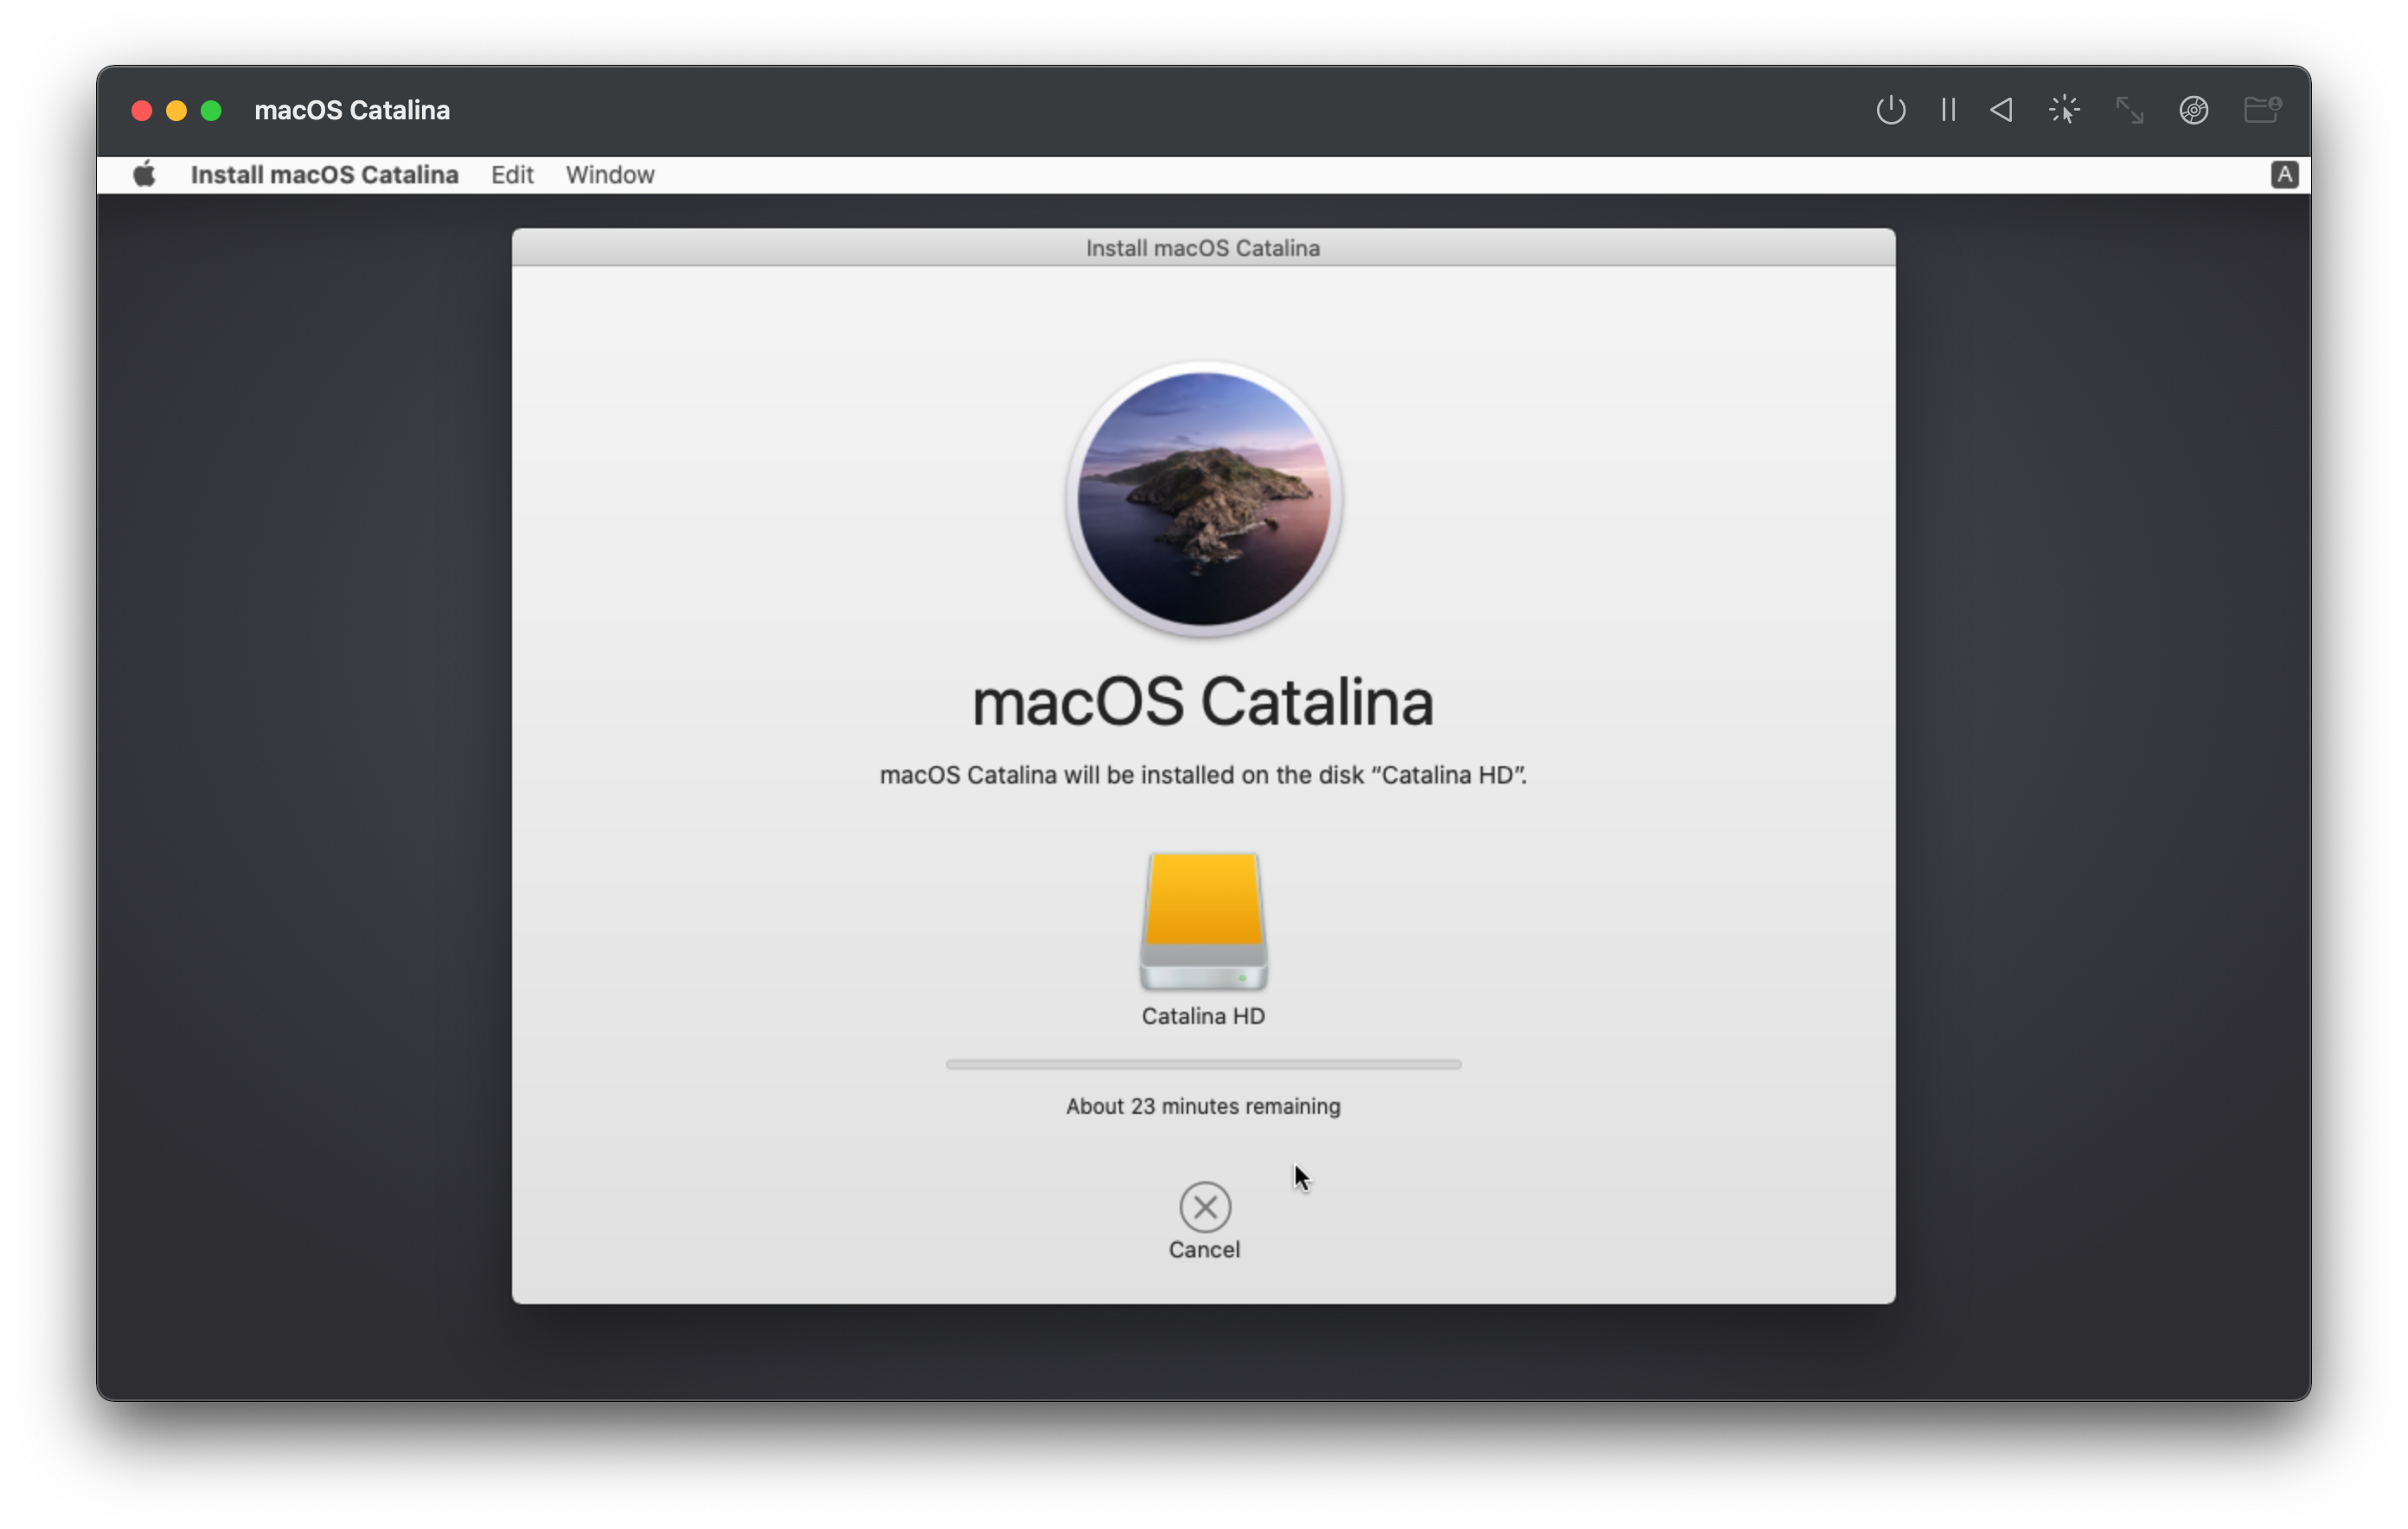 macOS Catalina
Install macOS Catalina Edit Window A
Install macOS Catalina
macOS Catalina
macOS Catalina will be installed on the disk “Catalina HD”.
Catalina HD
About 23 minutes remaining
Cancel